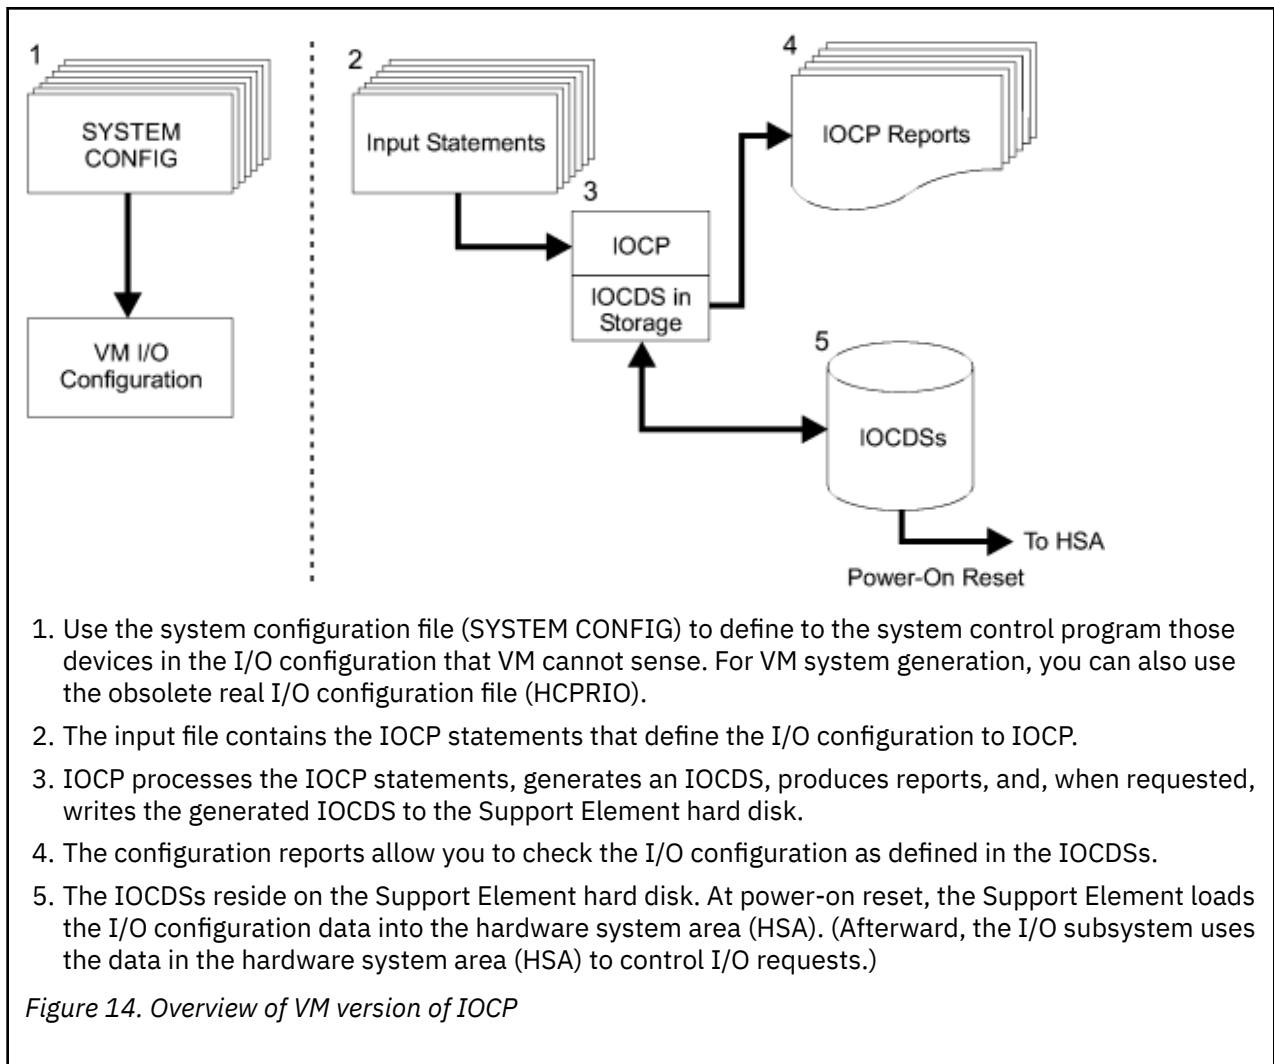 1
SYSTEM
CONFIG
VM I/O
Configuration
2
Input Statements
3
IOCP
IOCDS in
Storage
4
IOCP Reports
5
IOCDSs
To HSA
Power-On Reset
1. Use the system configuration file (SYSTEM CONFIG) to define to the system control program those
devices in the I/O configuration that VM cannot sense. For VM system generation, you can also use
the obsolete real I/O configuration file (HCPRIO).
2. The input file contains the IOCP statements that define the I/O configuration to IOCP.
3. IOCP processes the IOCP statements, generates an IOCDS, produces reports, and, when requested,
writes the generated IOCDS to the Support Element hard disk.
4. The configuration reports allow you to check the I/O configuration as defined in the IOCDSs.
5. The IOCDSs reside on the Support Element hard disk. At power-on reset, the Support Element loads
the I/O configuration data into the hardware system area (HSA). (Afterward, the I/O subsystem uses
the data in the hardware system area (HSA) to control I/O requests.)
Figure 14. Overview of VM version of IOCP